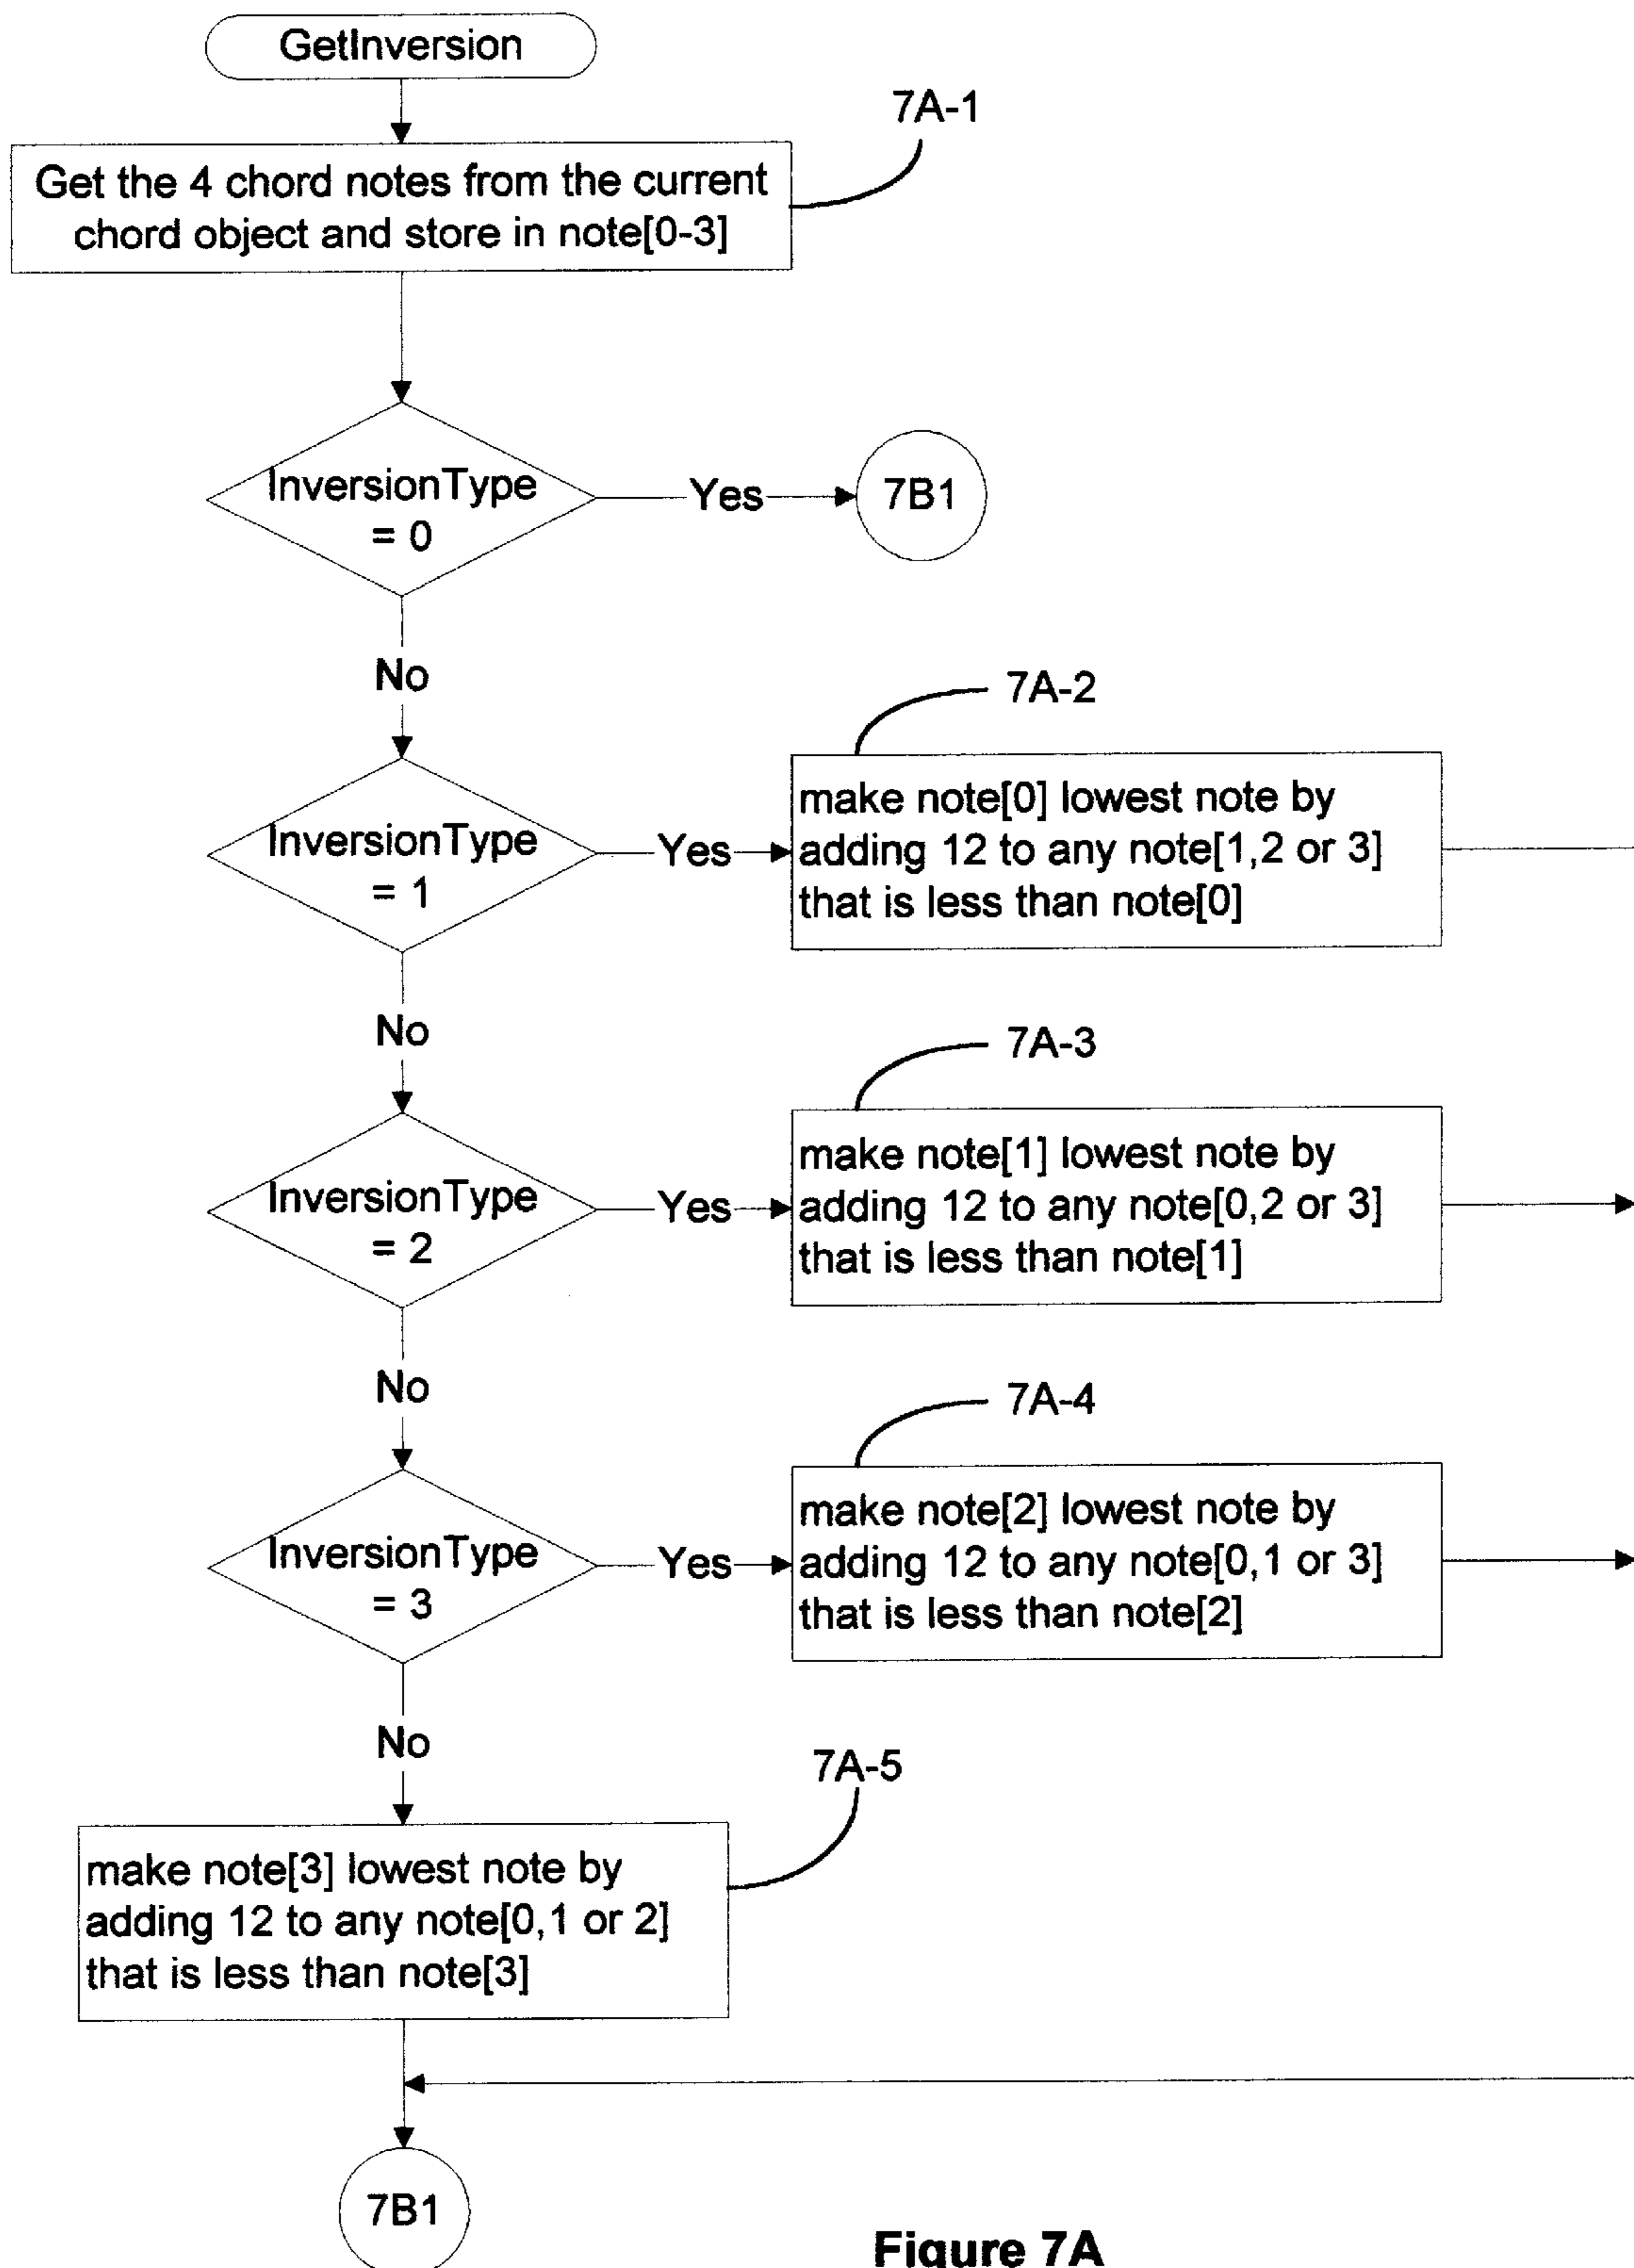 GetInversion
7A-1
Get the 4 chord notes from the current
chord object and store in note[0-3]
InversionType
= 0
Yes
7B1
No
7A-2
InversionType
= 1
Yes
make note[0] lowest note by
adding 12 to any note[1,2 or 3]
that is less than note[0]
No
7A-3
InversionType
= 2
Yes
make note[1] lowest note by
adding 12 to any note[0,2 or 3]
that is less than note[1]
No
7A-4
InversionType
= 3
Yes
make note[2] lowest note by
adding 12 to any note[0,1 or 3]
that is less than note[2]
No
7A-5
make note[3] lowest note by
adding 12 to any note[0,1 or 2]
that is less than note[3]
7B1
Figure 7A